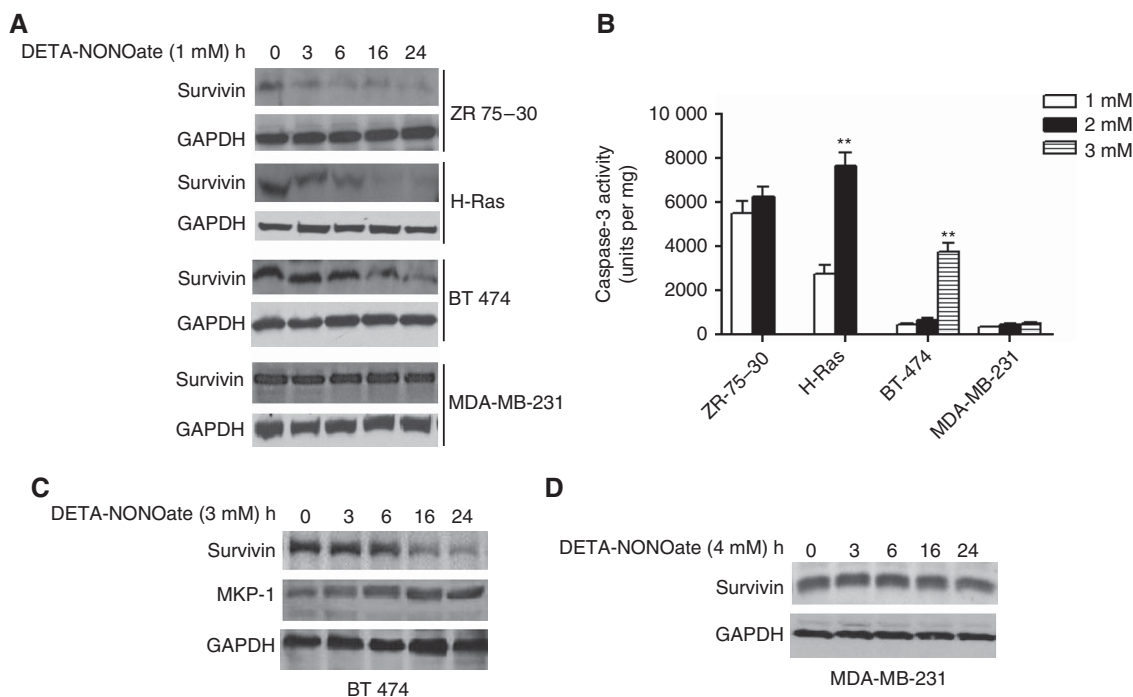 A
DETA-NONOate (1 mM) h 0 3 6 16 24
Survivin
GAPDH
ZR 75–30
Survivin
GAPDH
H-Ras
Survivin
GAPDH
BT 474
Survivin
GAPDH
MDA-MB-231
B
1 mM
2 mM
3 mM
Caspase-3 activity
(units per mg)
10 000
8000
6000
4000
2000
0
**
**
ZR-75–30
H-Ras
BT-474
MDA-MB-231
C
DETA-NONOate (3 mM) h 0 3 6 16 24
Survivin
MKP-1
GAPDH
BT 474
D
DETA-NONOate (4 mM) h 0 3 6 16 24
Survivin
GAPDH
MDA-MB-231